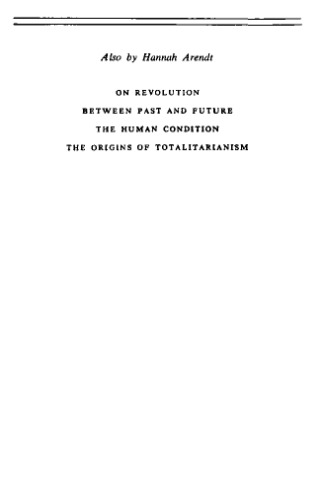 Also by Hannah Arendt
ON REVOLUTION
BETWEEN PAST AND FUTURE
THE HUMAN CONDITION
THE ORIGINS OF TOTALITARIANISM